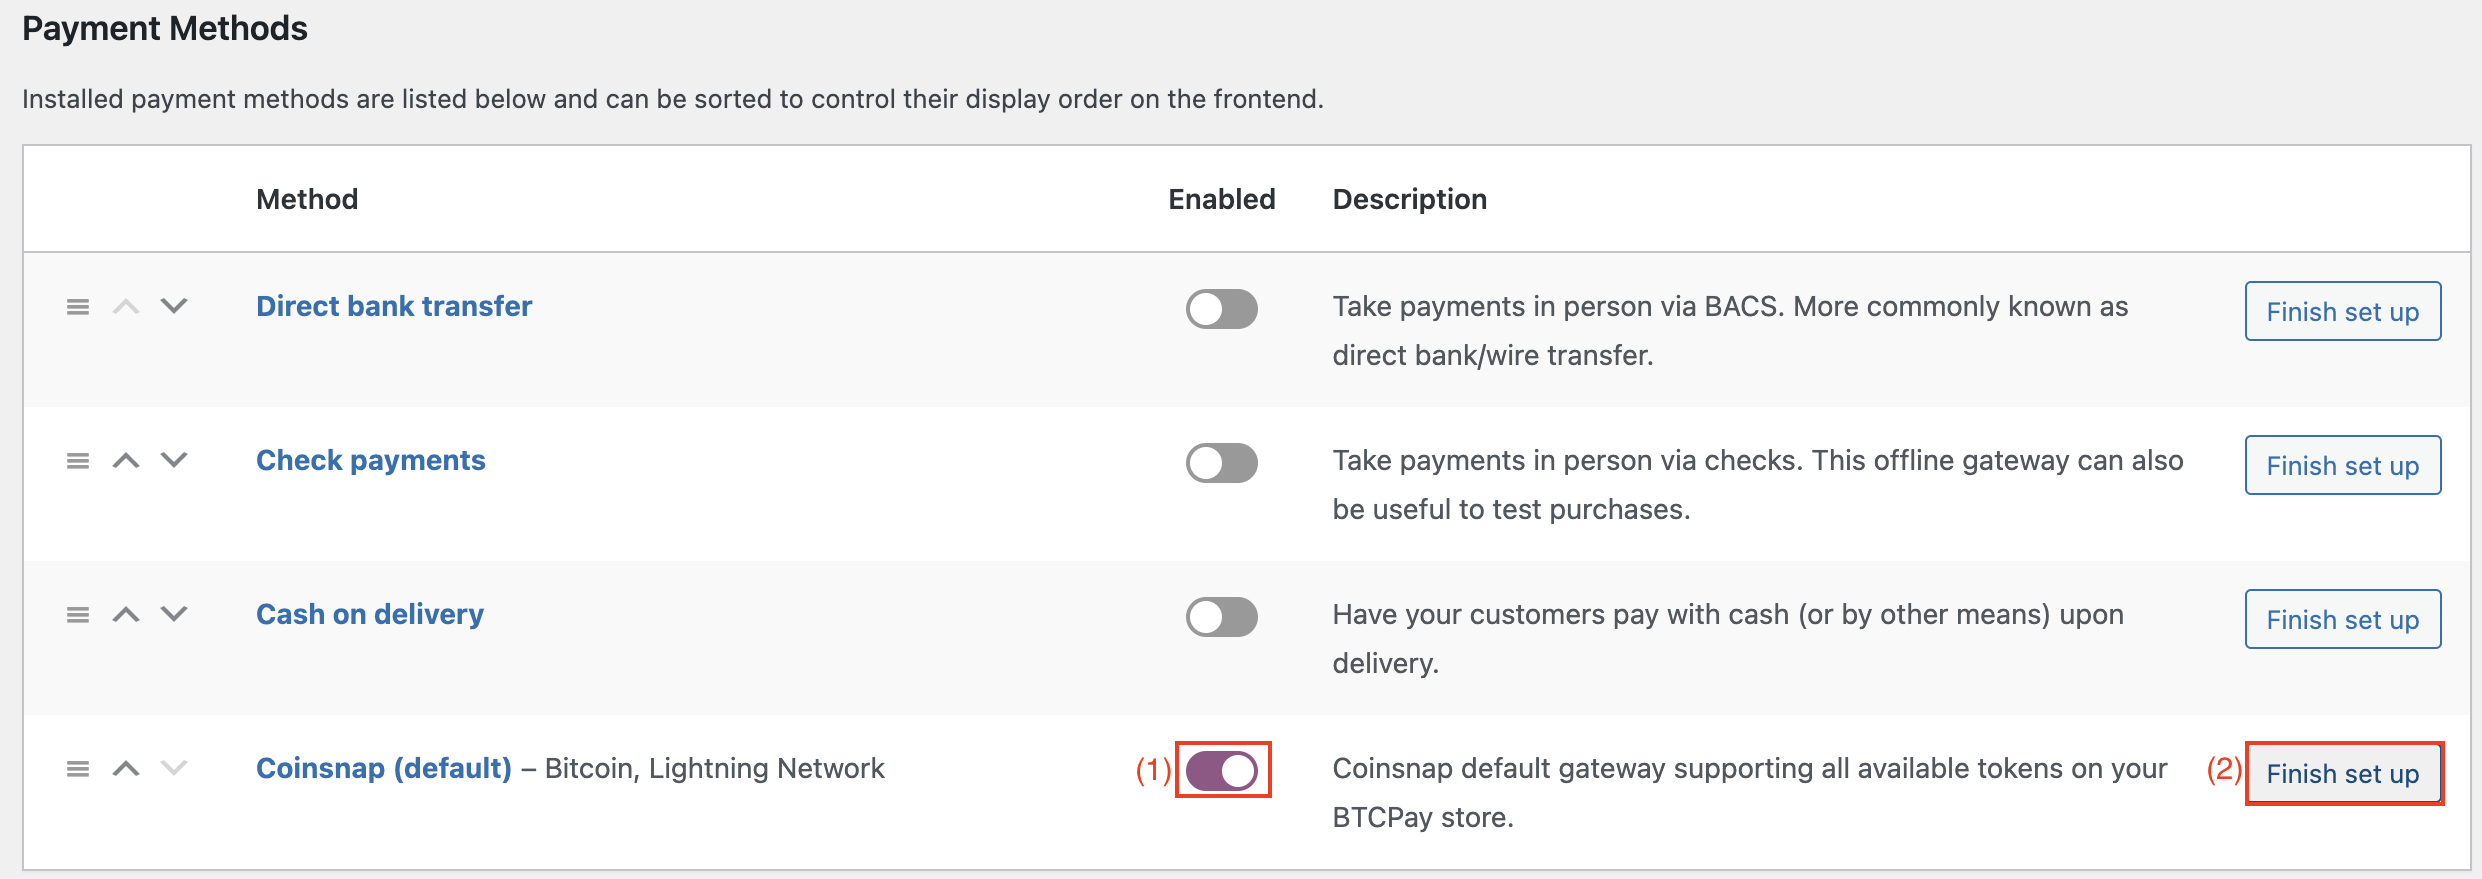 Payment Methods
Installed payment methods are listed below and can be sorted to control their display order on the frontend.
Method Enabled Description
Direct bank transfer Take payments in person via BACS. More commonly known as Finish set up
direct bank/wire transfer.
Check payments Take payments in person via checks. This offline gateway can also Finish set up
be useful to test purchases.
Cash on delivery Have your customers pay with cash (or by other means) upon Finish set up
delivery.
Coinsnap (default) – Bitcoin, Lightning Network (1) Coinsnap default gateway supporting all available tokens on your (2) Finish set up
BTCPay store.